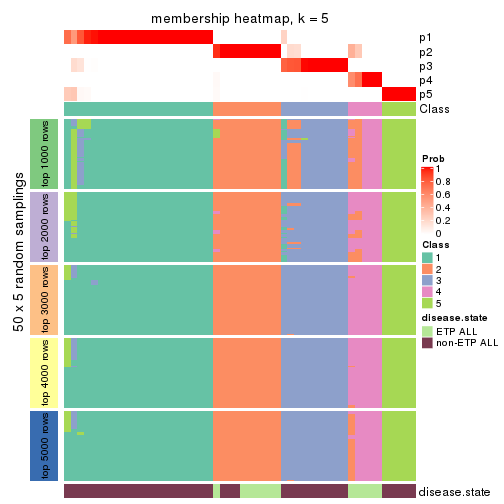 membership heatmap, k = 5
p1
p2
p3
p4
p5
Class
50 x 5 random samplings
top 1000 rows
top 2000 rows
top 3000 rows
top 4000 rows
top 5000 rows
disease.state
Prob
1
0.8
0.6
0.4
0.2
0
Class
1
2
3
4
5
disease.state
ETP ALL
non-ETP ALL